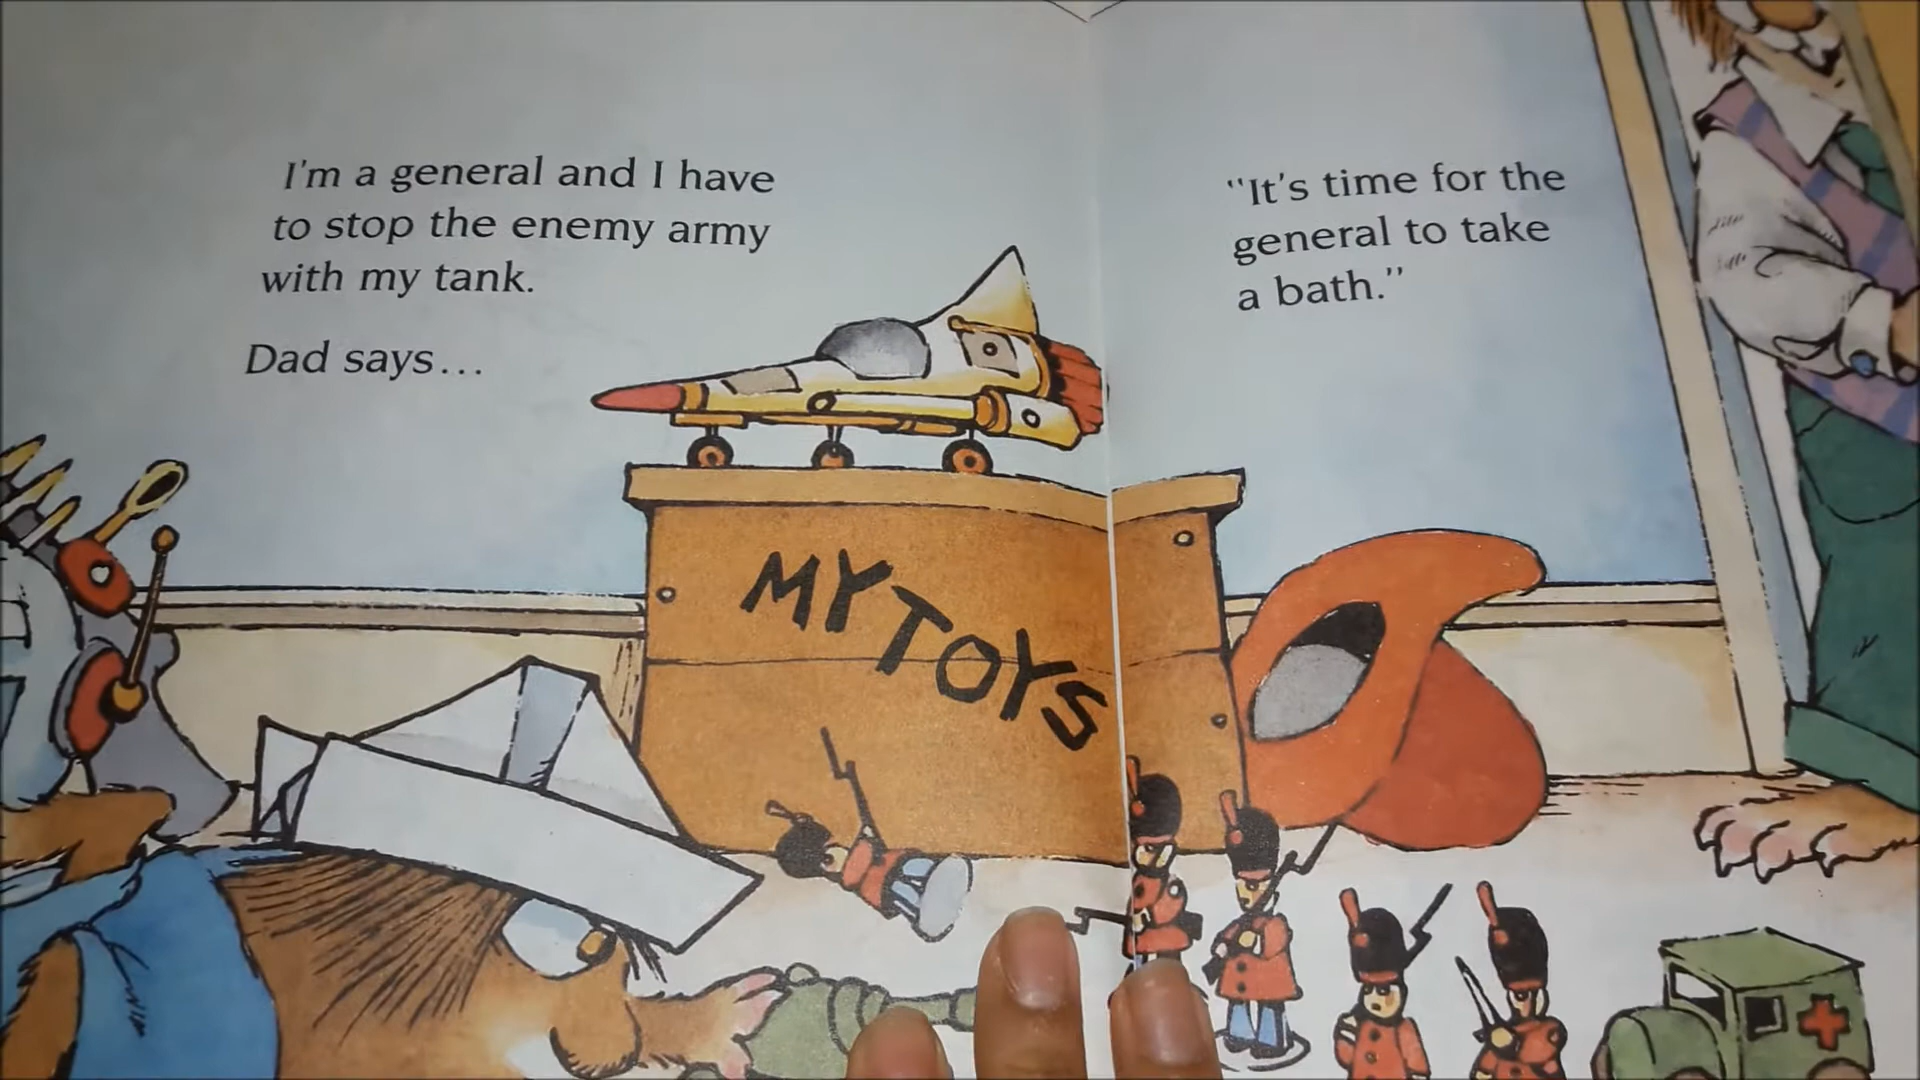 I'm a general and I have
to stop the enemy army
with my tank.
Dad says...
"It's time for the
general to take
a bath."
MY TOYS